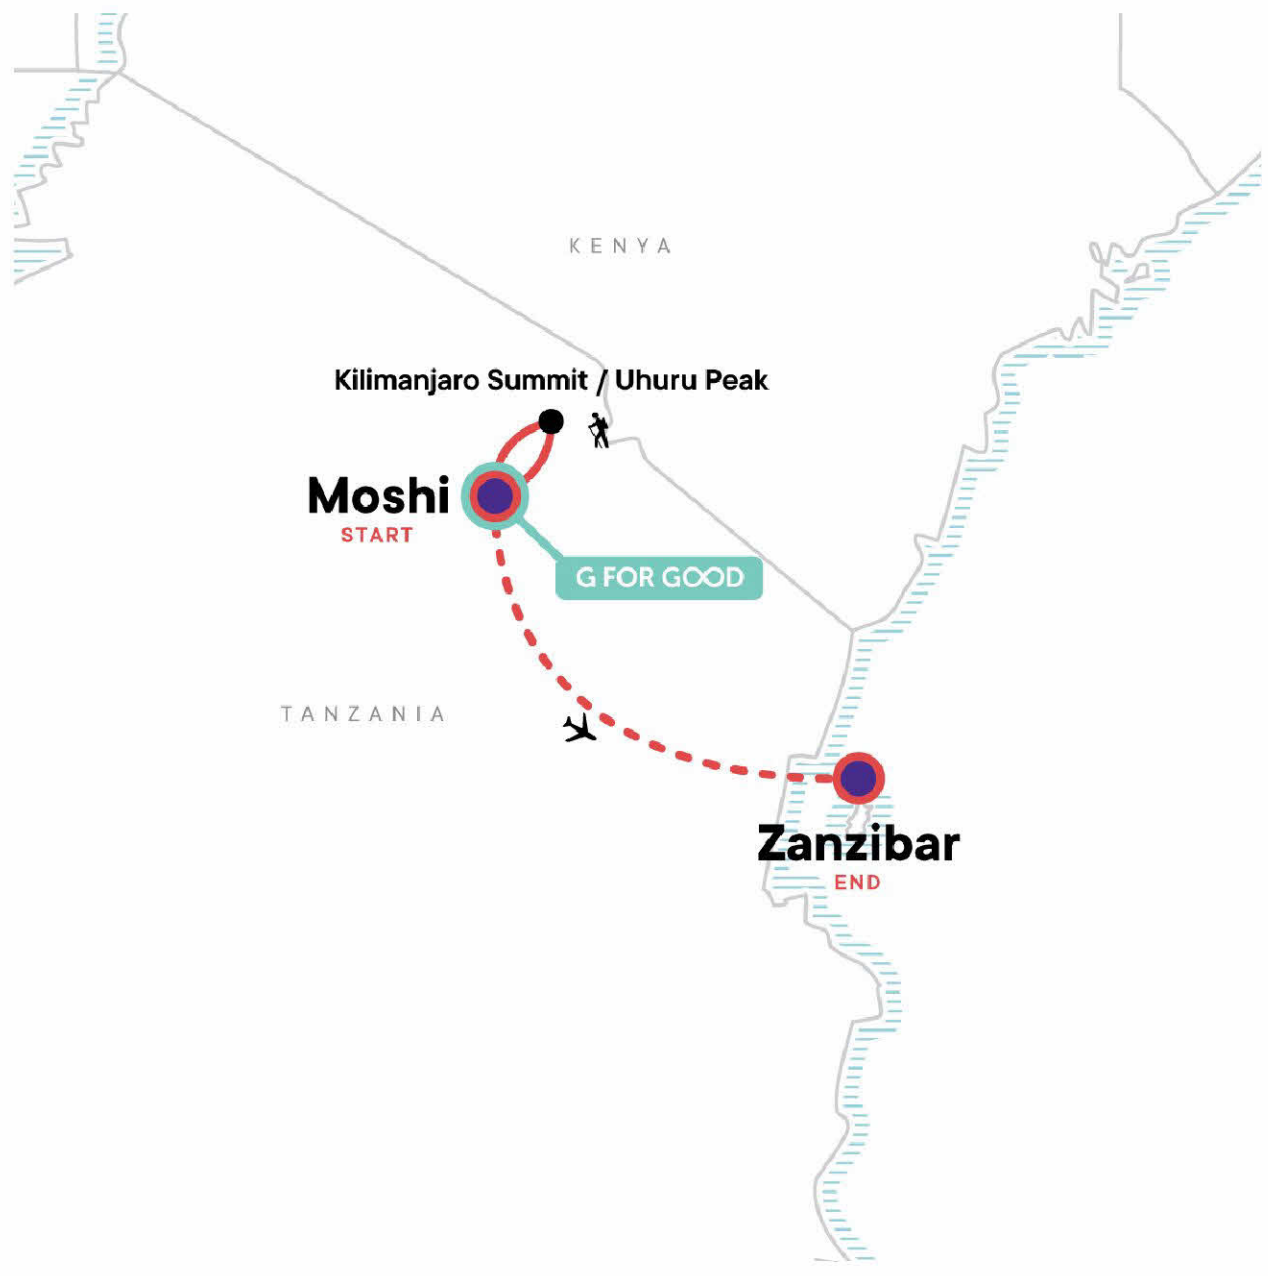 KENYA
Kilimanjaro Summit / Uhuru Peak
Moshi
START
G FOR GOOD
TANZANIA
Zanzibar
END